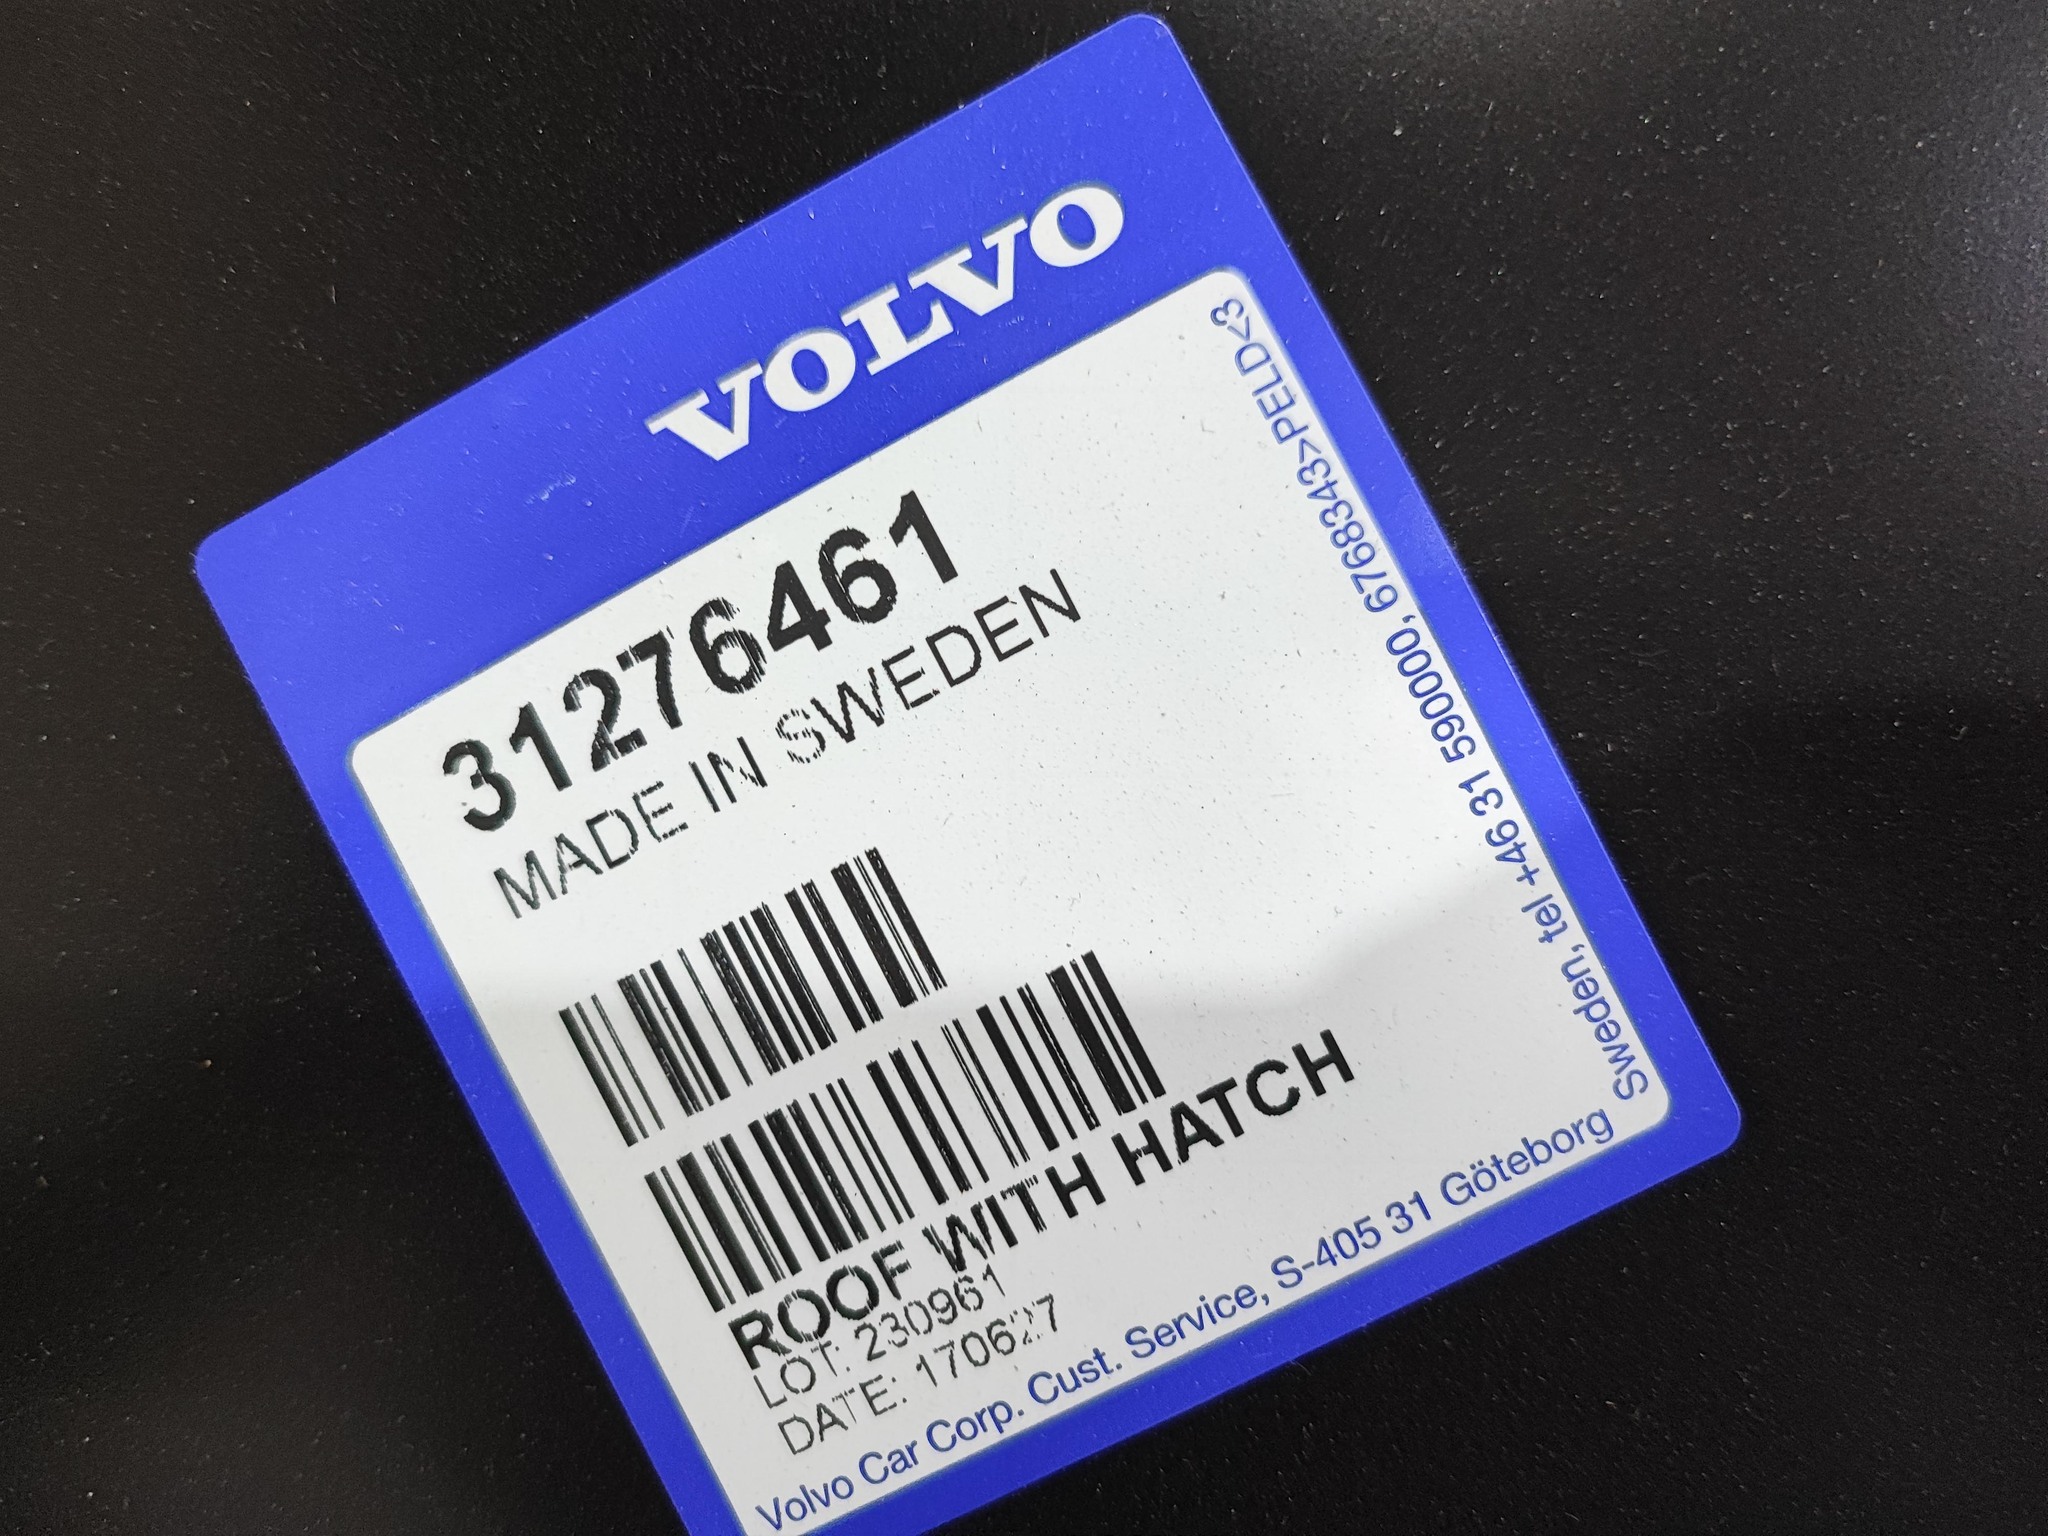 VOLVO
31276461
MADE IN SWEDEN
ROOF WITH HATCH
LOT: 230961
DATE: 170627
Volvo Car Corp. Cust. Service, S-405 31 Göteborg
Sweden, tel +46 31 590000, 6768343>PELD<3